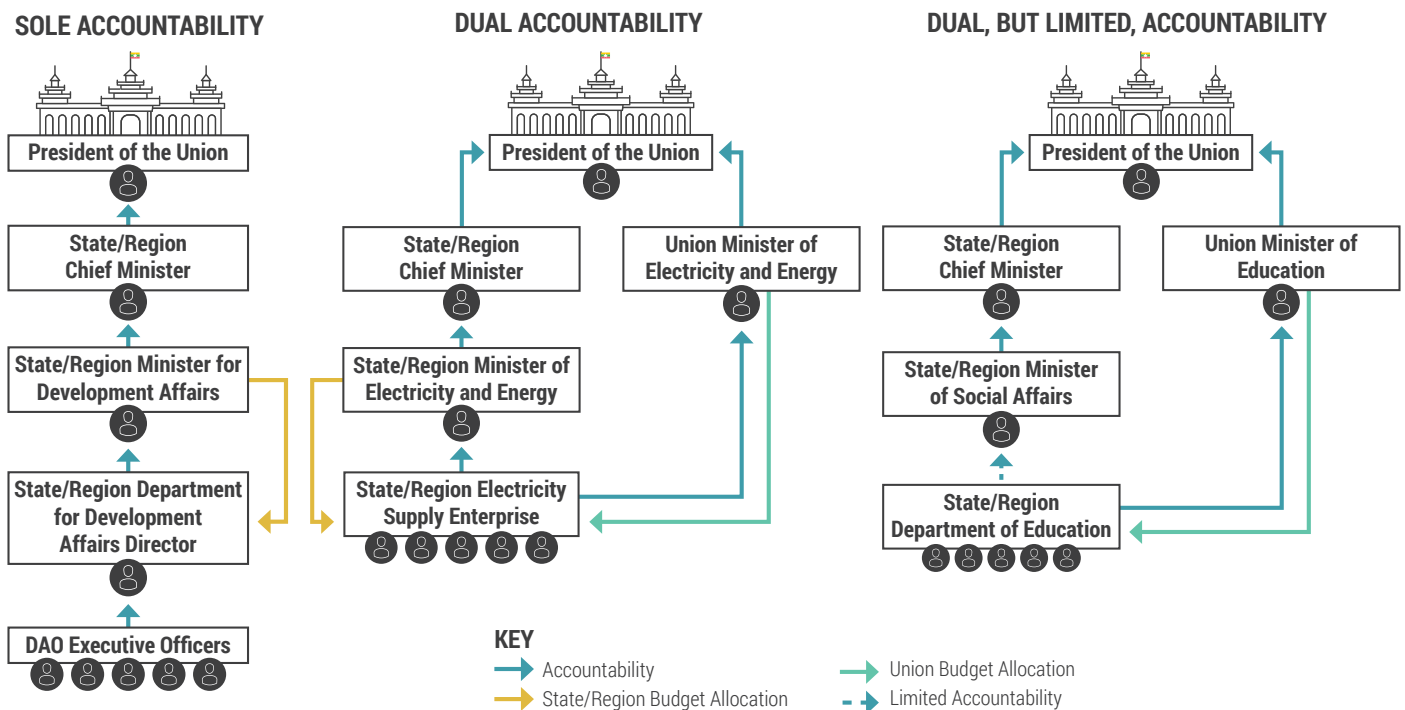 SOLE ACCOUNTABILITY
President of the Union
State/Region
Chief Minister
State/Region Minister for
Development Affairs
State/Region Department
for Development
Affairs Director
DAO Executive Officers
DUAL ACCOUNTABILITY
President of the Union
State/Region
Chief Minister
Union Minister of
Electricity and Energy
State/Region Minister of
Electricity and Energy
State/Region Electricity
Supply Enterprise
DUAL, BUT LIMITED, ACCOUNTABILITY
President of the Union
State/Region
Chief Minister
Union Minister of
Education
State/Region Minister
of Social Affairs
State/Region
Department of Education
KEY
Accountability
State/Region Budget Allocation
Union Budget Allocation
Limited Accountability